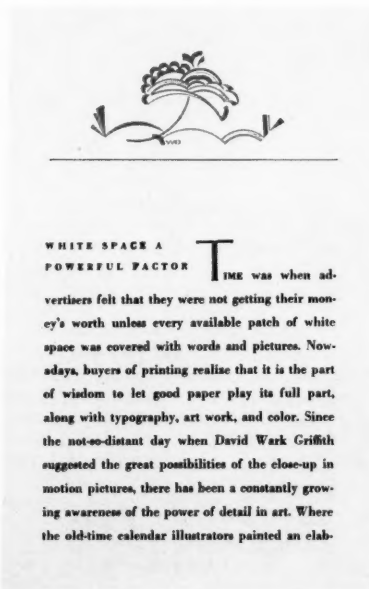 WHITE SPACE A
POWERFUL FACTOR
TIME was when ad-
vertisers felt that they were not getting their mon-
ey's worth unless every available patch of white
space was covered with words and pictures. Now-
adays, buyers of printing realize that it is the part
of wisdom to let good paper play its full part,
along with typography, art work, and color. Since
the not-so-distant day when David Wark Griffith
suggested the great possibilities of the close-up in
motion pictures, there has been a constantly grow-
ing awareness of the power of detail in art. Where
the old-time calendar illustrators painted an elab-